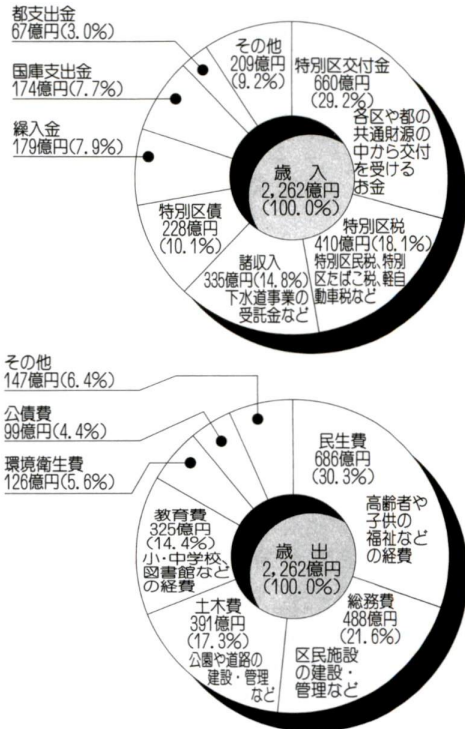 都支出金
67億円(3.0%)
国庫支出金
174億円(7.7%)
繰入金
179億円(7.9%)
その他
209億円
(9.2%)
特別区交付金
660億円
(29.2%)
各区や都の
共通財源の
中から交付
を受ける
お金
歳入
2,262億円
(100.0%)
特別区税
410億円(18.1%)
特別区民税、特別
区たばこ税、軽自
動車税など
特別区債
228億円
(10.1%)
諸収入
335億円(14.8%)
下水道事業の
受託金など
その他
147億円(6.4%)
公債費
99億円(4.4%)
環境衛生費
126億円(5.6%)
民生費
686億円
(30.3%)
高齢者や
子供の
福祉など
の経費
教育費
325億円
(14.4%)
小・中学校、
図書館など
の経費
歳出
2,262億円
(100.0%)
総務費
488億円
(21.6%)
区民施設
の建設・
管理など
土木費
391億円
(17.3%)
公園や道路の
建設・管理
など